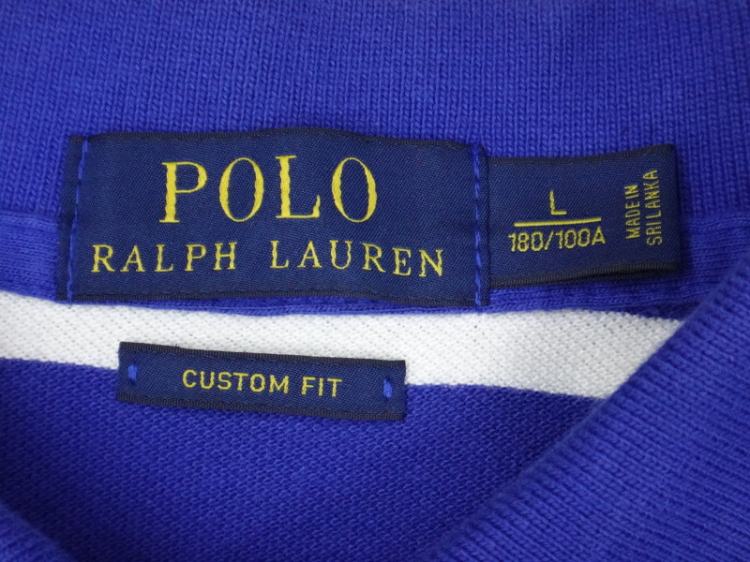 POLO
RALPH LAUREN
L
180/100A
MADE IN
SRI LANKA
CUSTOM FIT